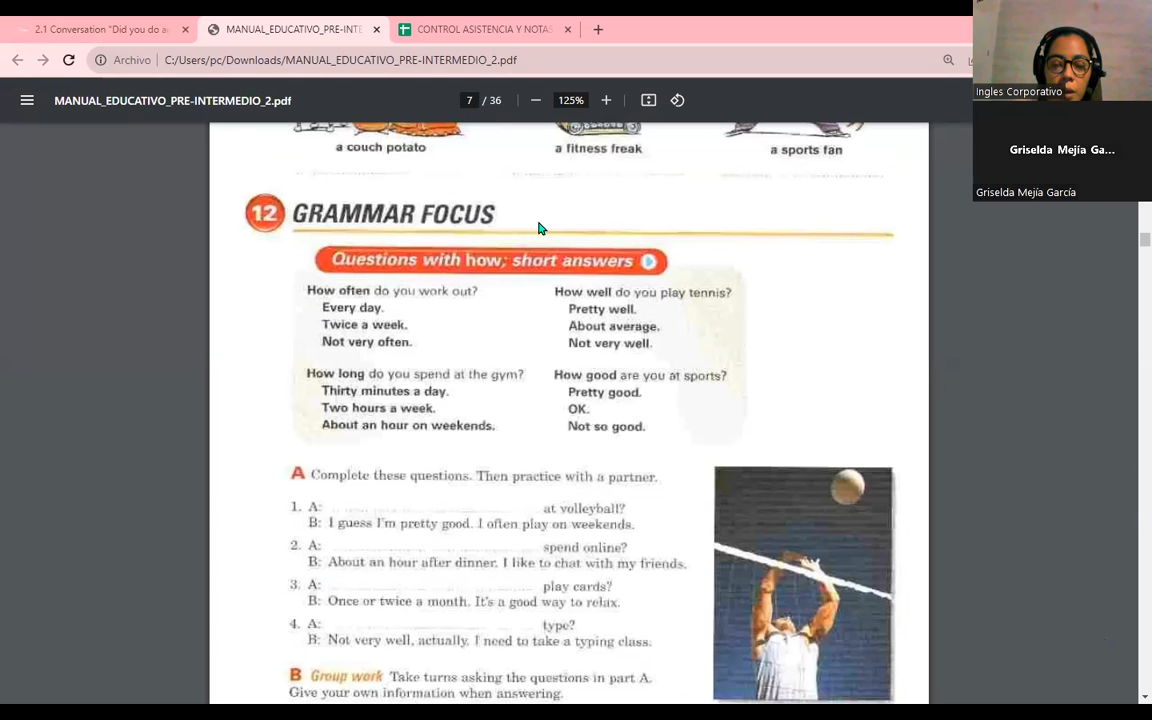 2.1 Conversation "Did you do a
MANUAL_EDUCATIVO_PRE-INTE
CONTROL ASISTENCIA Y NOTAS
Archivo
C:/Users/pc/Downloads/MANUAL_EDUCATIVO_PRE-INTERMEDIO_2.pdf
MANUAL_EDUCATIVO_PRE-INTERMEDIO_2.pdf
7 / 36
125%
Ingles Corporativo
Griselda Mejía Ga...
Griselda Mejía García
a couch potato
a fitness freak
a sports fan
12 GRAMMAR FOCUS
Questions with how; short answers
How often do you work out?
Every day.
Twice a week.
Not very often.
How well do you play tennis?
Pretty well.
About average.
Not very well.
How long do you spend at the gym?
Thirty minutes a day.
Two hours a week.
About an hour on weekends.
How good are you at sports?
Pretty good.
OK.
Not so good.
A Complete these questions. Then practice with a partner.
1. A: at volleyball?
B: I guess I'm pretty good. I often play on weekends.
2. A: spend online?
B: About an hour after dinner. I like to chat with my friends.
3. A: play cards?
B: Once or twice a month. It's a good way to relax.
4. A: type?
B: Not very well, actually. I need to take a typing class.
B Group work Take turns asking the questions in part A.
Give your own information when answering.